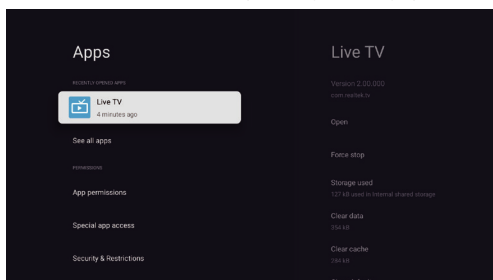 Apps
RECENTLY OPENED APPS
Live TV
4 minutes ago
See all apps
PERMISSIONS
App permissions
Special app access
Security & Restrictions
Live TV
Version 2.00.000
com.realtek.tv
Open
Force stop
Storage used
127 kB used in Internal shared storage
Clear data
354 kB
Clear cache
244 kB